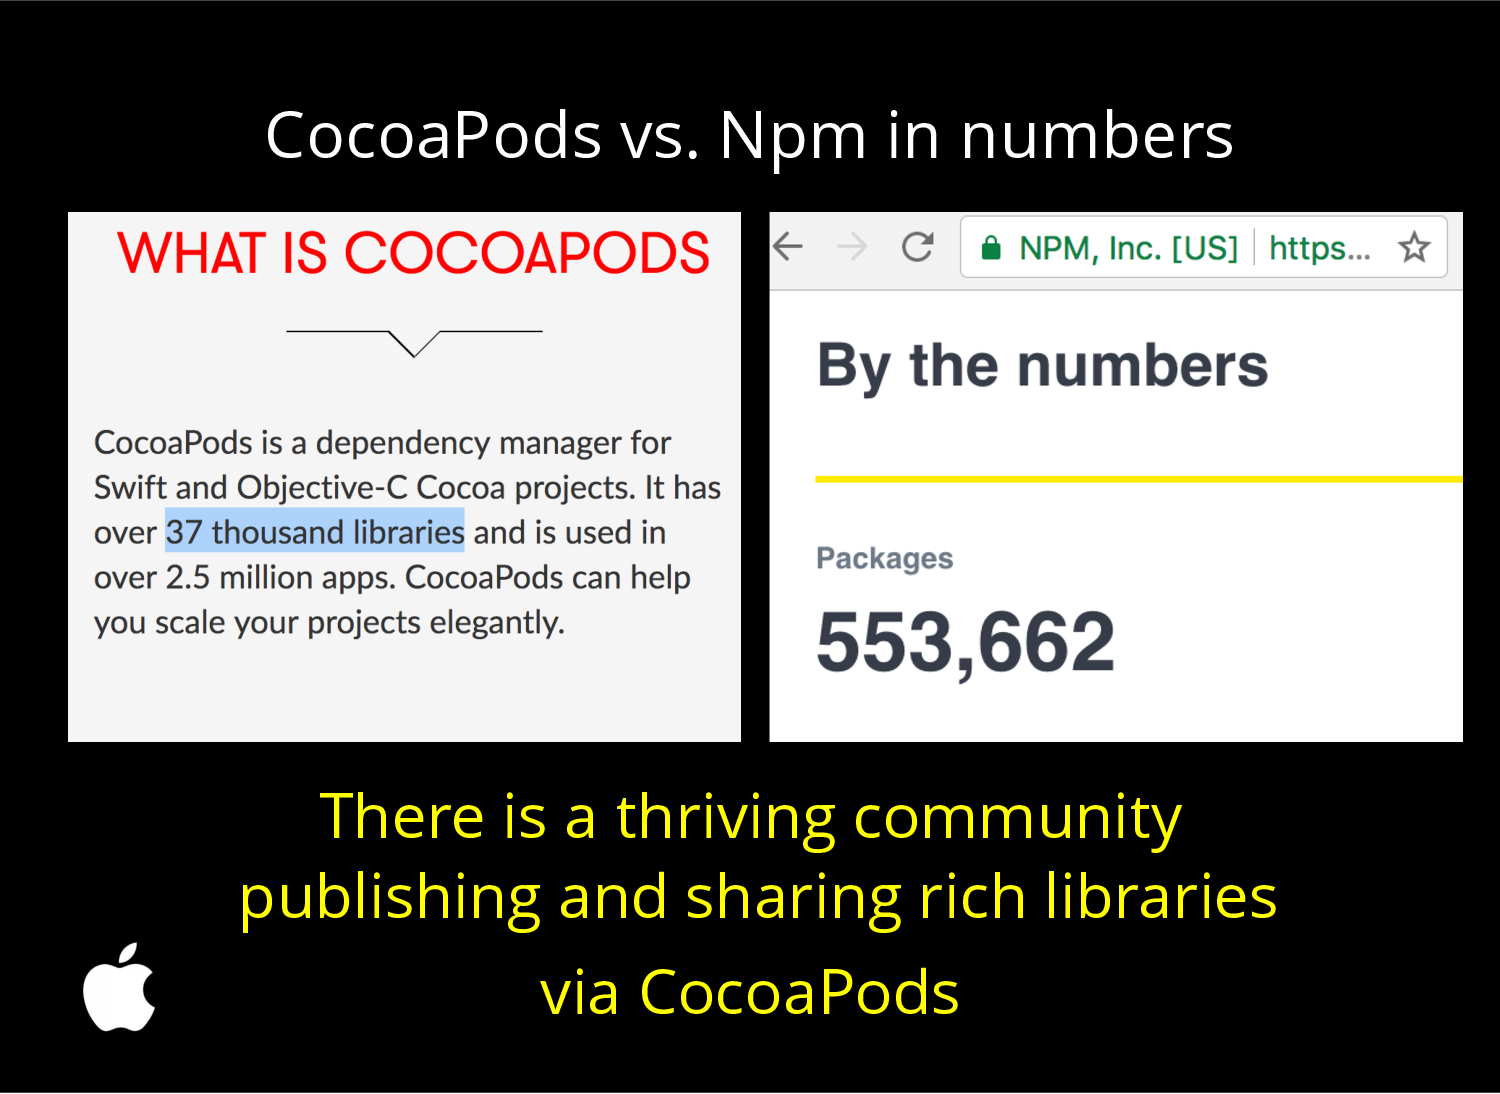 CocoaPods vs. Npm in numbers
WHAT IS COCOAPODS
CocoaPods is a dependency manager for
Swift and Objective-C Cocoa projects. It has
over 37 thousand libraries and is used in
over 2.5 million apps. CocoaPods can help
you scale your projects elegantly.
NPM, Inc. [US] https...
By the numbers
Packages
553,662
There is a thriving community
publishing and sharing rich libraries
via CocoaPods